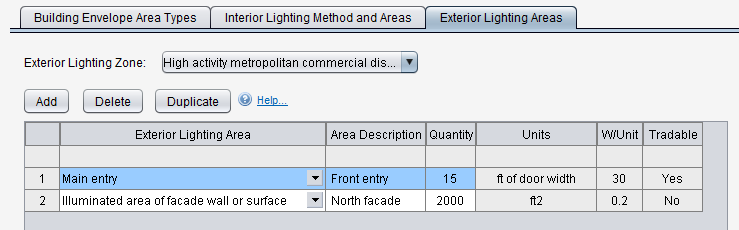 Building Envelope Area Types Interior Lighting Method and Areas Exterior Lighting Areas
Exterior Lighting Zone: High activity metropolitan commercial dis...
Add Delete Duplicate Help...
Exterior Lighting Area Area Description Quantity Units W/Unit Tradable
1 Main entry Front entry 15 ft of door width 30 Yes
2 Illuminated area of facade wall or surface North facade 2000 ft2 0.2 No